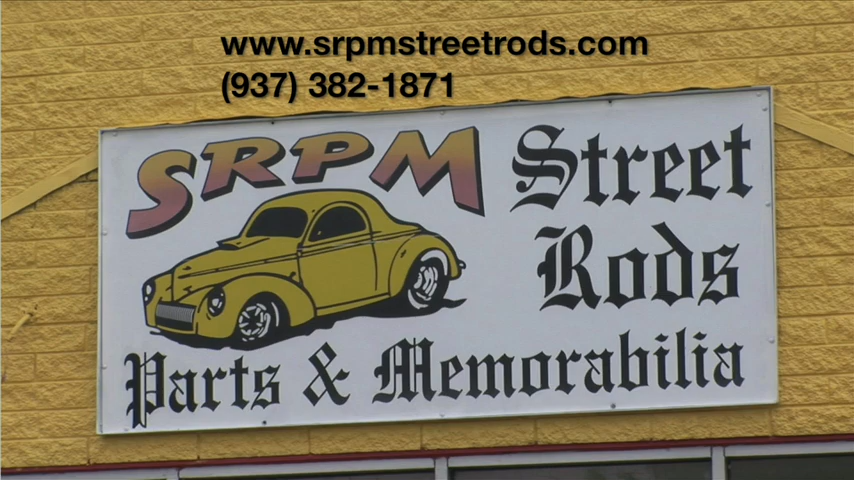 www.srpmstreetrods.com
(937) 382-1871
SRPM Street
Rods
Parts & Memorabilia